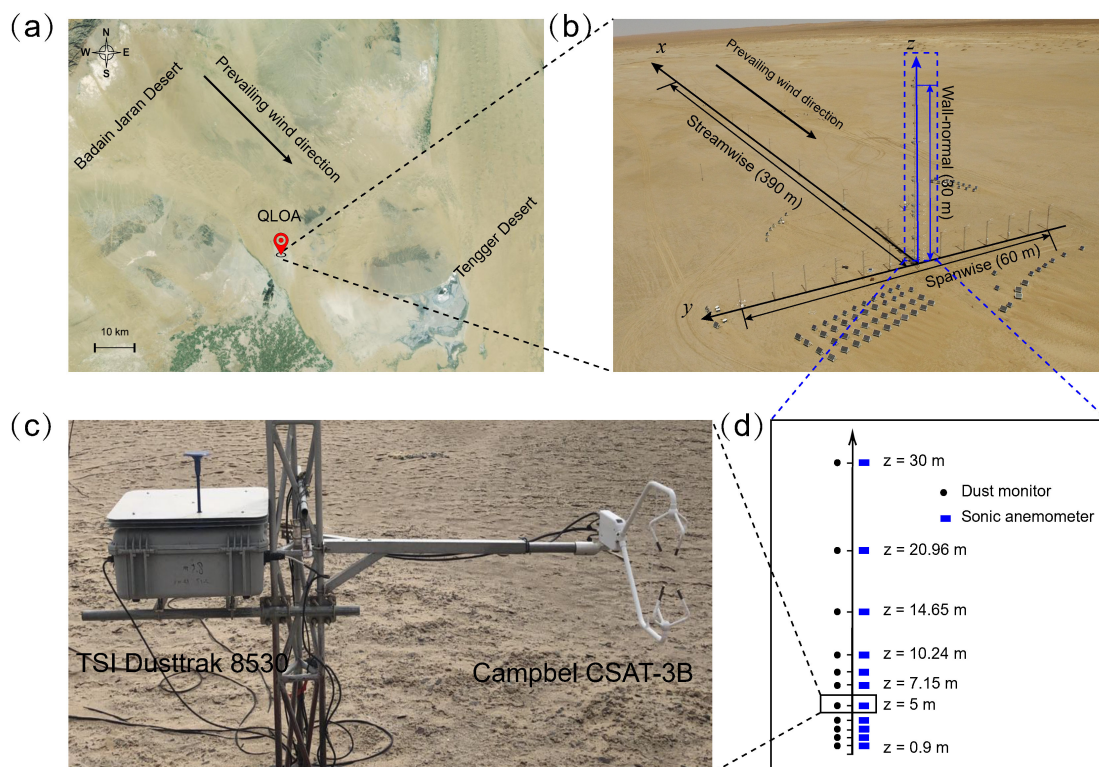 (a)
N
W
E
S
Badain Jaran Desert
Prevailing wind direction
QLOA
Tengger Desert
10 km
(b)
x
Prevailing wind direction
z
Streamwise (390 m)
Wall-normal (30 m)
Spanwise (60 m)
y
(c)
TSI Dusttrak 8530
Campbel CSAT-3B
(d)
z = 30 m
Dust monitor
Sonic anemometer
z = 20.96 m
z = 14.65 m
z = 10.24 m
z = 7.15 m
z = 5 m
z = 0.9 m